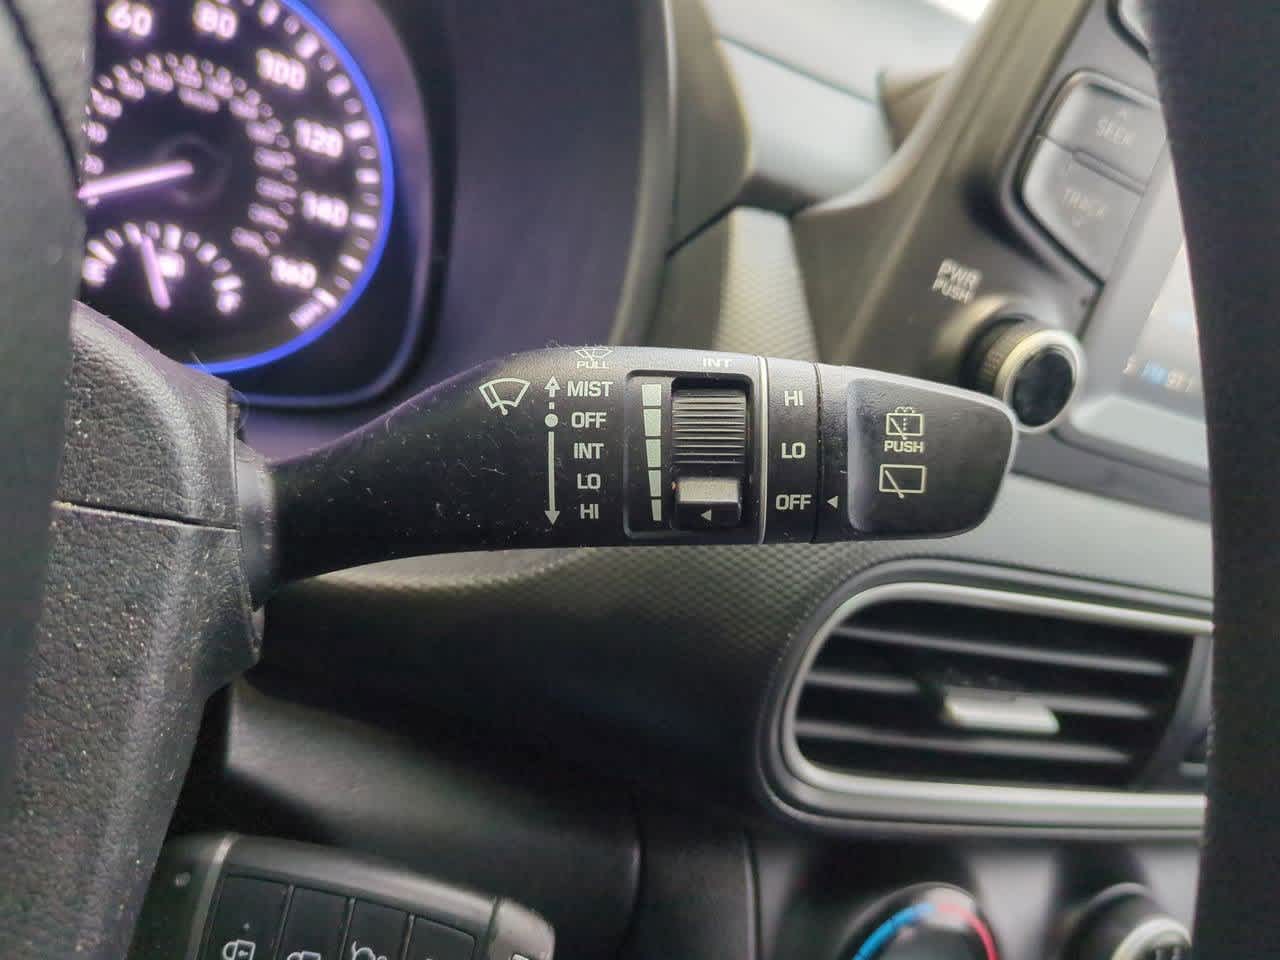 60
80
100
120
140
160
SEEK
TRACK
PWR
PUSH
PULL
MIST
OFF
INT
LO
HI
INT
HI
LO
OFF
PUSH